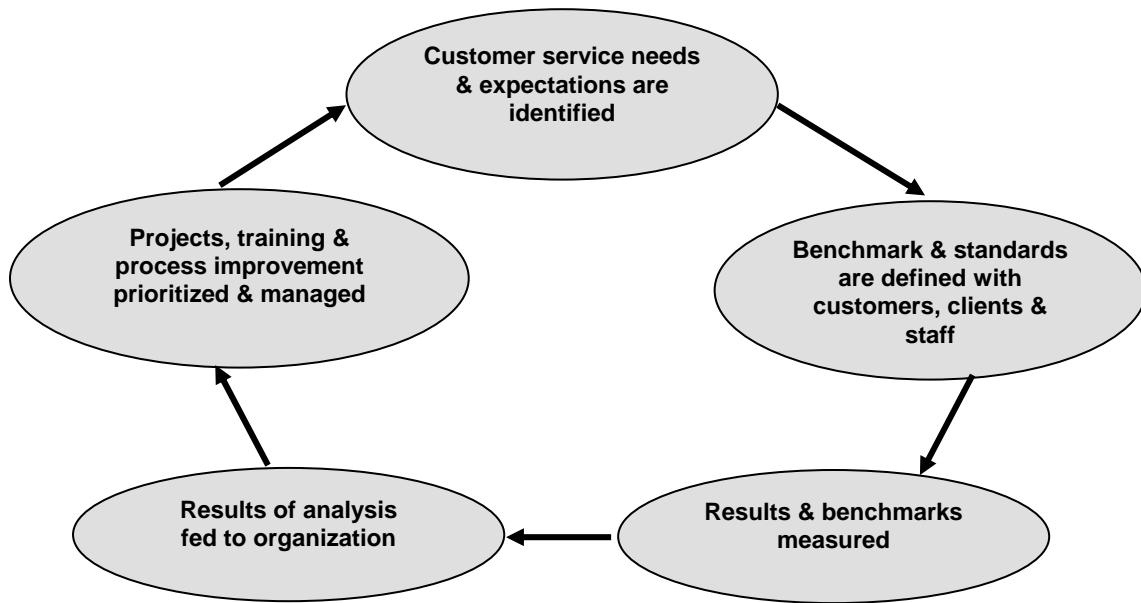 Customer service needs
& expectations are
identified
Benchmark & standards
are defined with
customers, clients &
staff
Results & benchmarks
measured
Results of analysis
fed to organization
Projects, training &
process improvement
prioritized & managed